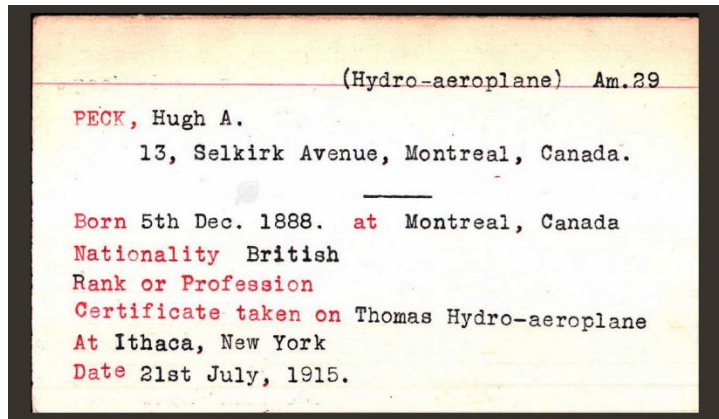 (Hydro-aeroplane) Am.29
PECK, Hugh A.
13, Selkirk Avenue, Montreal, Canada.
Born 5th Dec. 1888. at Montreal, Canada
Nationality British
Rank or Profession
Certificate taken on Thomas Hydro-aeroplane
At Ithaca, New York
Date 21st July, 1915.